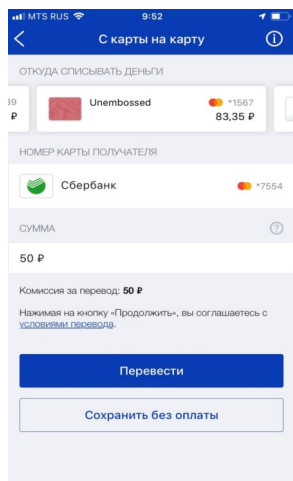 MTS RUS 9:52
С карты на карту
ОТКУДА СПИСЫВАТЬ ДЕНЬГИ
39 Unembossed *1567
₽ 83,35 ₽
НОМЕР КАРТЫ ПОЛУЧАТЕЛЯ
Сбербанк *7554
СУММА ?
50 ₽
Комиссия за перевод: 50 ₽
Нажимая на кнопку «Продолжить», вы соглашаетесь с
условиями перевода.
Перевести
Сохранить без оплаты